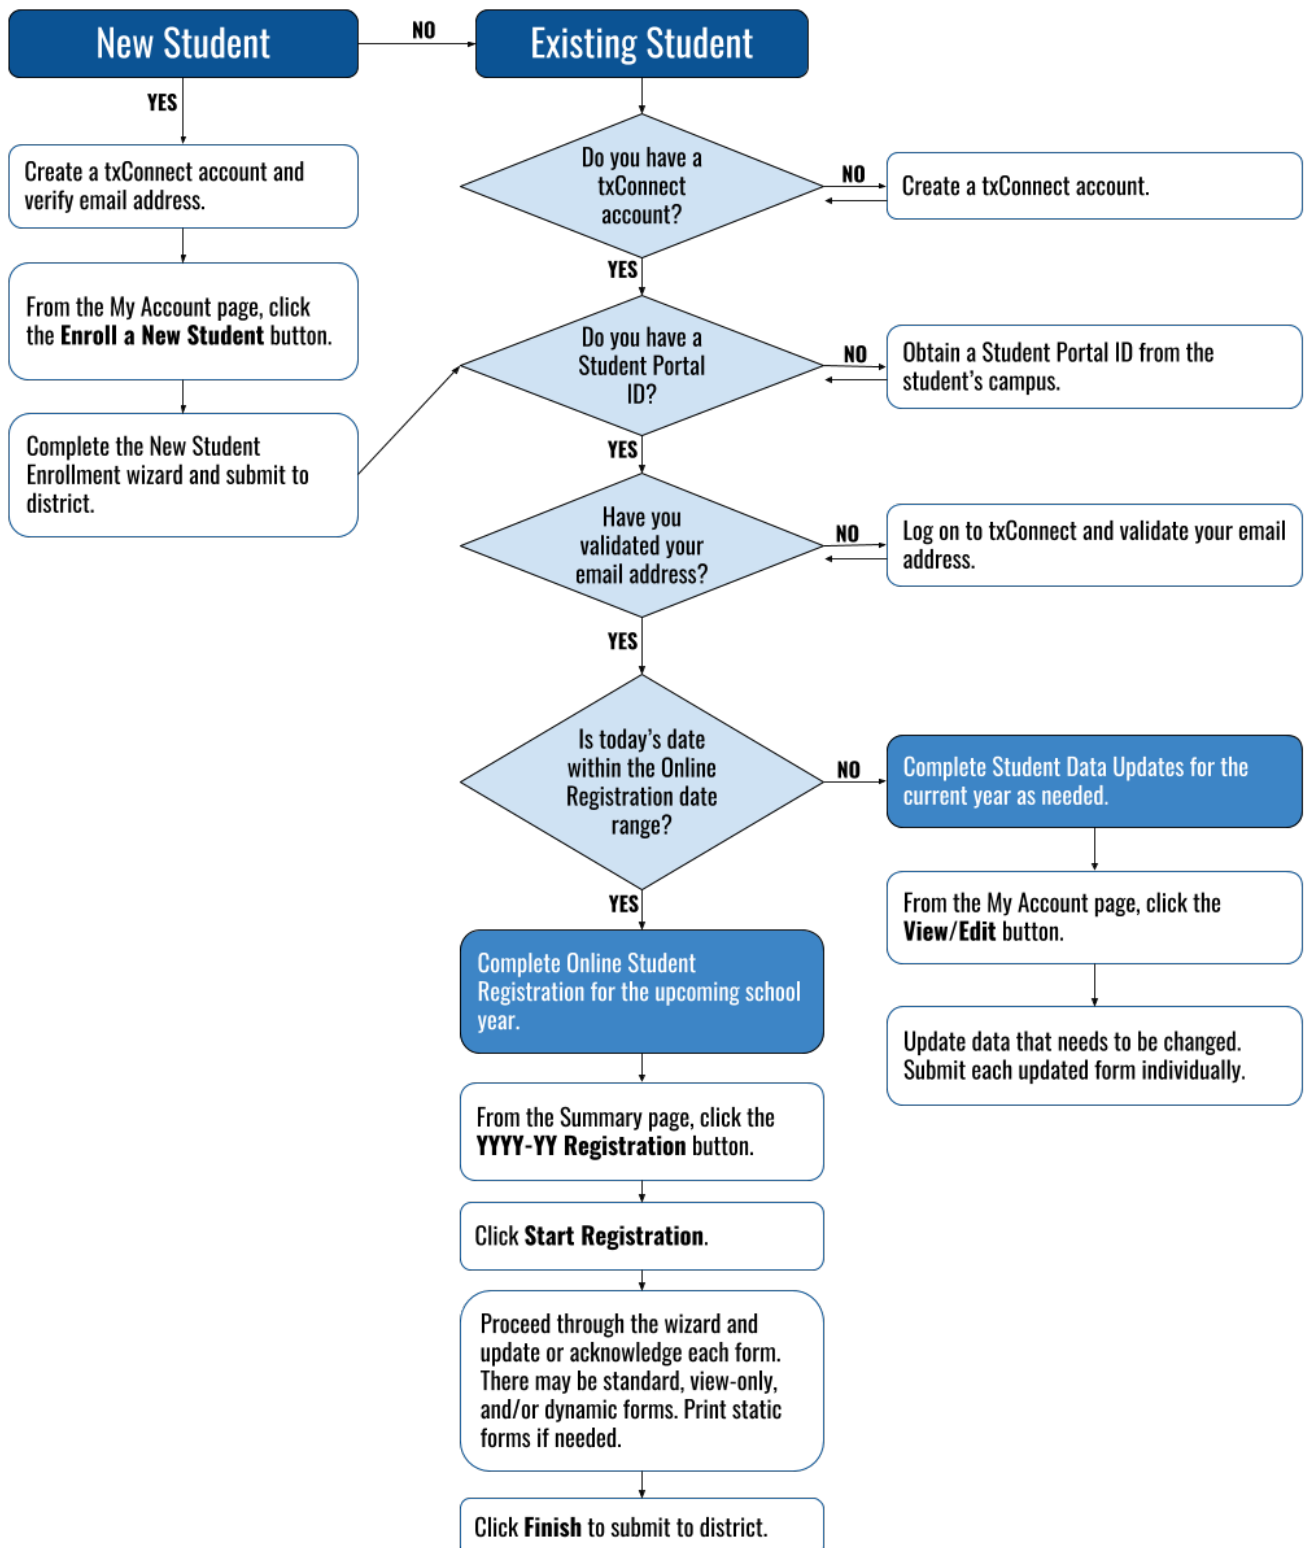 New Student
NO
Existing Student
YES
Create a txConnect account and
verify email address.
From the My Account page, click
the Enroll a New Student button.
Complete the New Student
Enrollment wizard and submit to
district.
Do you have a
txConnect
account?
NO
Create a txConnect account.
YES
Do you have a
Student Portal
ID?
NO
Obtain a Student Portal ID from the
student's campus.
YES
Have you
validated your
email address?
NO
Log on to txConnect and validate your email
address.
YES
Is today's date
within the Online
Registration date
range?
NO
Complete Student Data Updates for the
current year as needed.
From the My Account page, click the
View/Edit button.
Update data that needs to be changed.
Submit each updated form individually.
YES
Complete Online Student
Registration for the upcoming school
year.
From the Summary page, click the
YYYY-YY Registration button.
Click Start Registration.
Proceed through the wizard and
update or acknowledge each form.
There may be standard, view-only,
and/or dynamic forms. Print static
forms if needed.
Click Finish to submit to district.